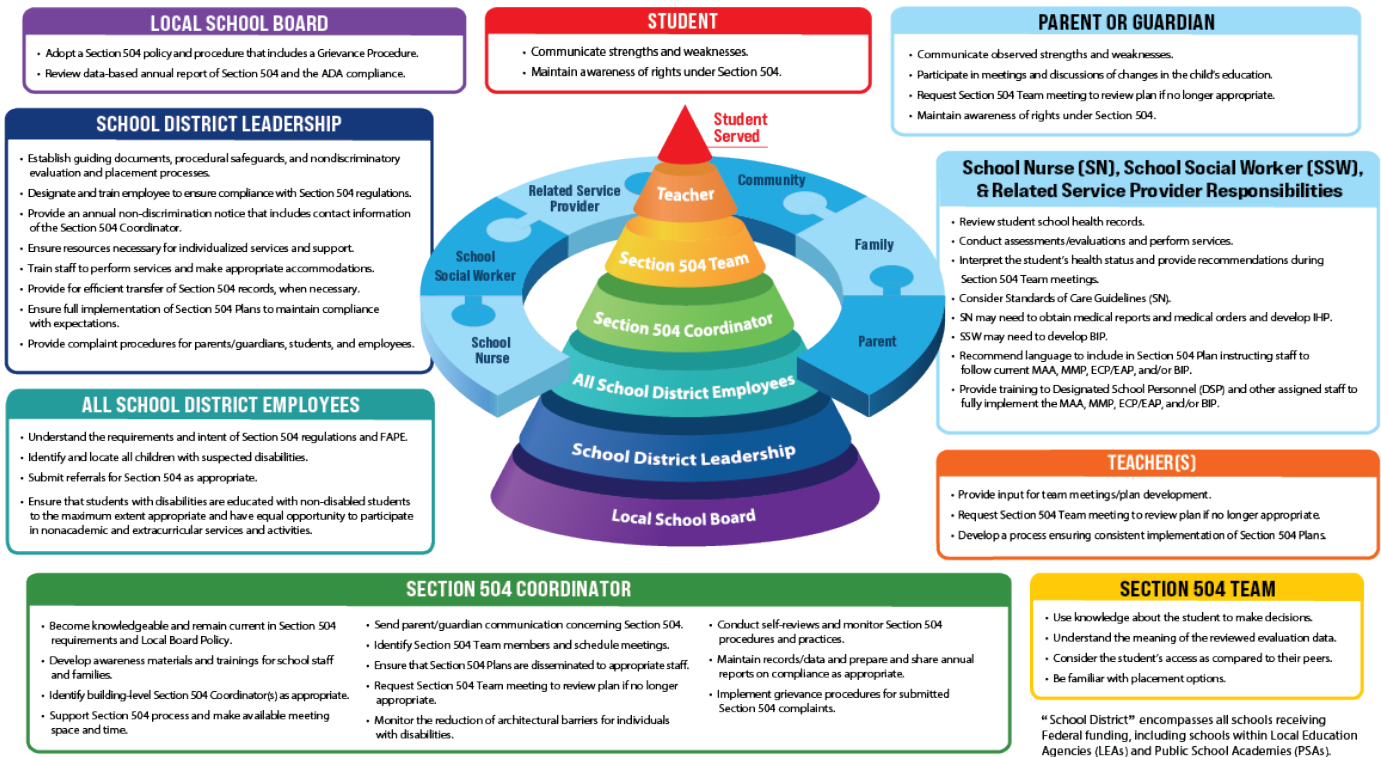 LOCAL SCHOOL BOARD
• Adopt a Section 504 policy and procedure that includes a Grievance Procedure.
• Review data-based annual report of Section 504 and the ADA compliance.
STUDENT
• Communicate strengths and weaknesses.
• Maintain awareness of rights under Section 504.
PARENT OR GUARDIAN
• Communicate observed strengths and weaknesses.
• Participate in meetings and discussions of changes in the child's education.
• Request Section 504 Team meeting to review plan if no longer appropriate.
• Maintain awareness of rights under Section 504.
SCHOOL DISTRICT LEADERSHIP
• Establish guiding documents, procedural safeguards, and nondiscriminatory
evaluation and placement processes.
• Designate and train employee to ensure compliance with Section 504 regulations.
• Provide an annual non-discrimination notice that includes contact information
of the Section 504 Coordinator.
• Ensure resources necessary for individualized services and support.
• Train staff to perform services and make appropriate accommodations.
• Provide for efficient transfer of Section 504 records, when necessary.
• Ensure full implementation of Section 504 Plans to maintain compliance
with expectations.
• Provide complaint procedures for parents/guardians, students, and employees.
Student
Served
Teacher
Section 504 Team
Section 504 Coordinator
All School District Employees
School District Leadership
Local School Board
Related Service
Provider
Community
School
Social Worker
Family
School
Nurse
Parent
School Nurse (SN), School Social Worker (SSW),
& Related Service Provider Responsibilities
• Review student school health records.
• Conduct assessments/evaluations and perform services.
• Interpret the student's health status and provide recommendations during
Section 504 Team meetings.
• Consider Standards of Care Guidelines (SN).
• SN may need to obtain medical reports and medical orders and develop IHP.
• SSW may need to develop BIP.
• Recommend language to include in Section 504 Plan instructing staff to
follow current MAA, MMP, ECP/EAP, and/or BIP.
• Provide training to Designated School Personnel (DSP) and other assigned staff to
fully implement the MAA, MMP, ECP/EAP, and/or BIP.
ALL SCHOOL DISTRICT EMPLOYEES
• Understand the requirements and intent of Section 504 regulations and FAPE.
• Identify and locate all children with suspected disabilities.
• Submit referrals for Section 504 as appropriate.
• Ensure that students with disabilities are educated with non-disabled students
to the maximum extent appropriate and have equal opportunity to participate
in nonacademic and extracurricular services and activities.
TEACHER(S)
• Provide input for team meetings/plan development.
• Request Section 504 Team meeting to review plan if no longer appropriate.
• Develop a process ensuring consistent implementation of Section 504 Plans.
SECTION 504 COORDINATOR
• Become knowledgeable and remain current in Section 504
requirements and Local Board Policy.
• Develop awareness materials and trainings for school staff
and families.
• Identify building-level Section 504 Coordinator(s) as appropriate.
• Support Section 504 process and make available meeting
space and time.
• Send parent/guardian communication concerning Section 504.
• Identify Section 504 Team members and schedule meetings.
• Ensure that Section 504 Plans are disseminated to appropriate staff.
• Request Section 504 Team meeting to review plan if no longer
appropriate.
• Monitor the reduction of architectural barriers for individuals
with disabilities.
• Conduct self-reviews and monitor Section 504
procedures and practices.
• Maintain records/data and prepare and share annual
reports on compliance as appropriate.
• Implement grievance procedures for submitted
Section 504 complaints.
SECTION 504 TEAM
• Use knowledge about the student to make decisions.
• Understand the meaning of the reviewed evaluation data.
• Consider the student's access as compared to their peers.
• Be familiar with placement options.
“School District” encompasses all schools receiving
Federal funding, including schools within Local Education
Agencies (LEAs) and Public School Academies (PSAs).